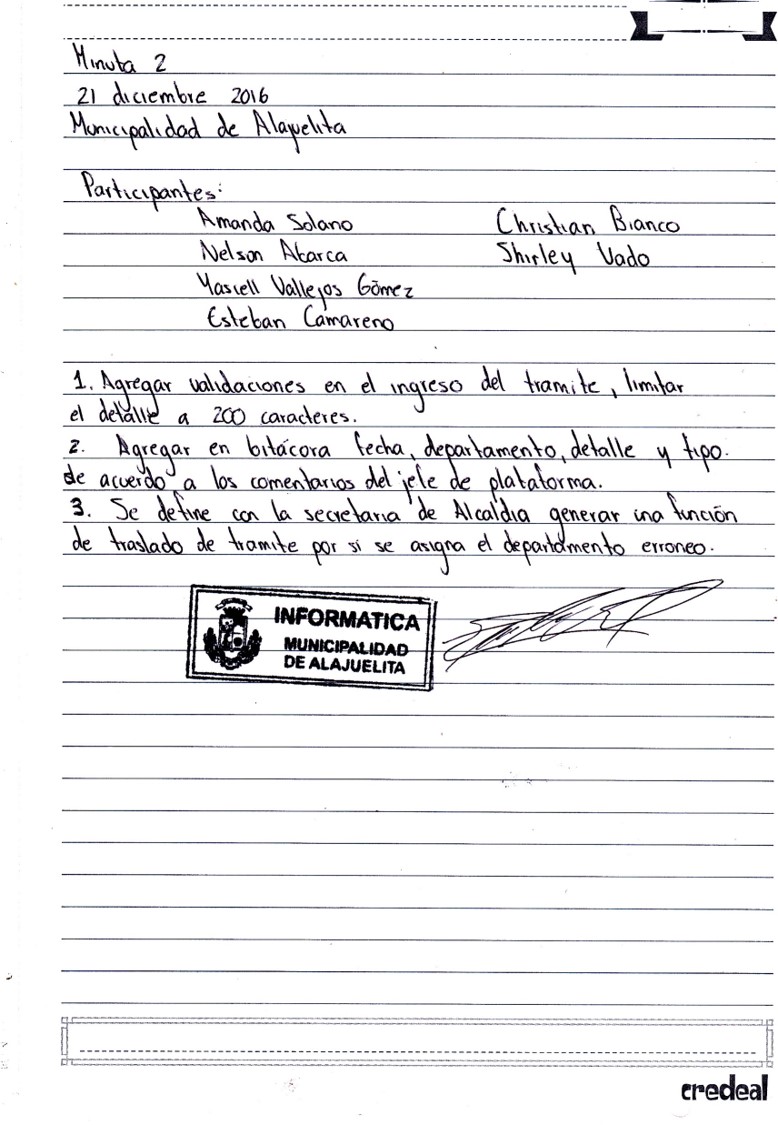 Minuta 2
21 diciembre 2016
Municipalidad de Alajuelita
Participantes:
Amanda Solano
Christian Bianco
Nelson Abarca
Shirley Vado
Yasiell Vallejos Gómez
Esteban Camareno
1. Agregar validaciones en el ingreso del tramite, limitar
el detalle a 200 caracteres.
2. Agregar en bitácora fecha, departamento, detalle y tipo.
de acuerdo a los comentarios del jefe de plataforma.
3. Se define con la secretaria de Alcaldia generar una función
de traslado de tramite por si se asigna el departamento erroneo.
INFORMATICA
MUNICIPALIDAD
DE ALAJUELITA
credeal